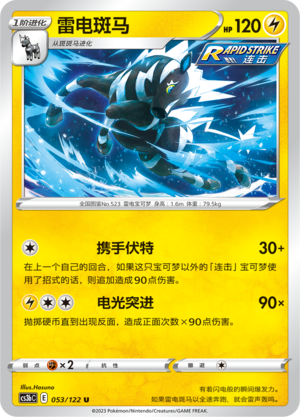 1阶进化
雷电斑马
HP 120
从斑斑马进化
RAPID STRIKE
连击
全国图鉴No.523 雷电宝可梦 身高:1.6m 体重:79.5kg
携手伏特 30+
在上一个自己的回合,如果这只宝可梦以外的「连击」宝可梦使
用了招式的话,则追加造成90点伤害。
电光突进 90×
抛掷硬币直到出现反面,造成正面次数×90点伤害。
弱点 ×2 抵抗力 撤退
Illus.Hasuno
cs3bC E 053/122 U
有着闪电般的瞬间爆发力。
如果雷电斑马以全速奔跑,就会雷声轰鸣。
©2023 Pokémon/Nintendo/Creatures/GAME FREAK.